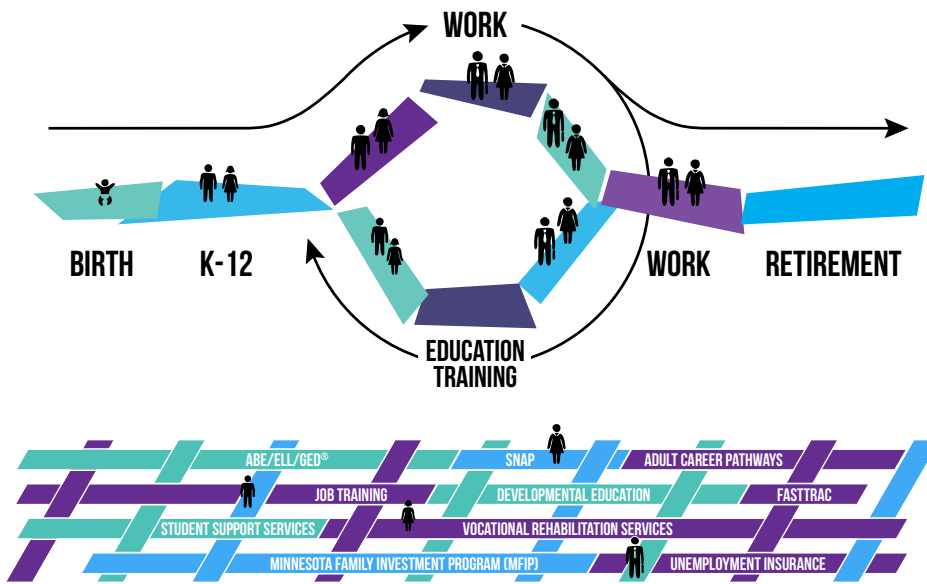 WORK
BIRTH
K-12
WORK
RETIREMENT
EDUCATION
TRAINING
ABE/ELL/GED®
SNAP
ADULT CAREER PATHWAYS
JOB TRAINING
DEVELOPMENTAL EDUCATION
FASTTRAC
STUDENT SUPPORT SERVICES
VOCATIONAL REHABILITATION SERVICES
MINNESOTA FAMILY INVESTMENT PROGRAM (MFIP)
UNEMPLOYMENT INSURANCE